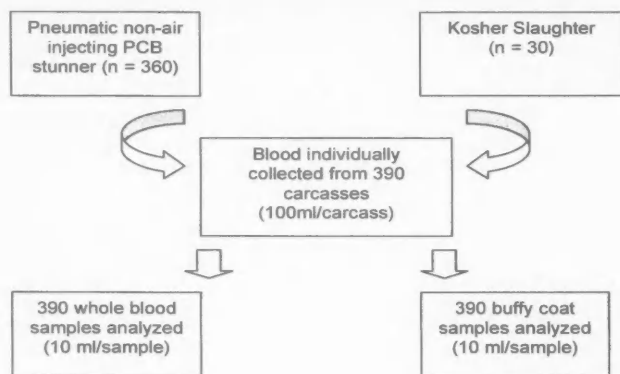 Pneumatic non-air
injecting PCB
stunner (n = 360)
Kosher Slaughter
(n = 30)
Blood individually
collected from 390
carcasses
(100ml/carcass)
390 whole blood
samples analyzed
(10 ml/sample)
390 buffy coat
samples analyzed
(10 ml/sample)